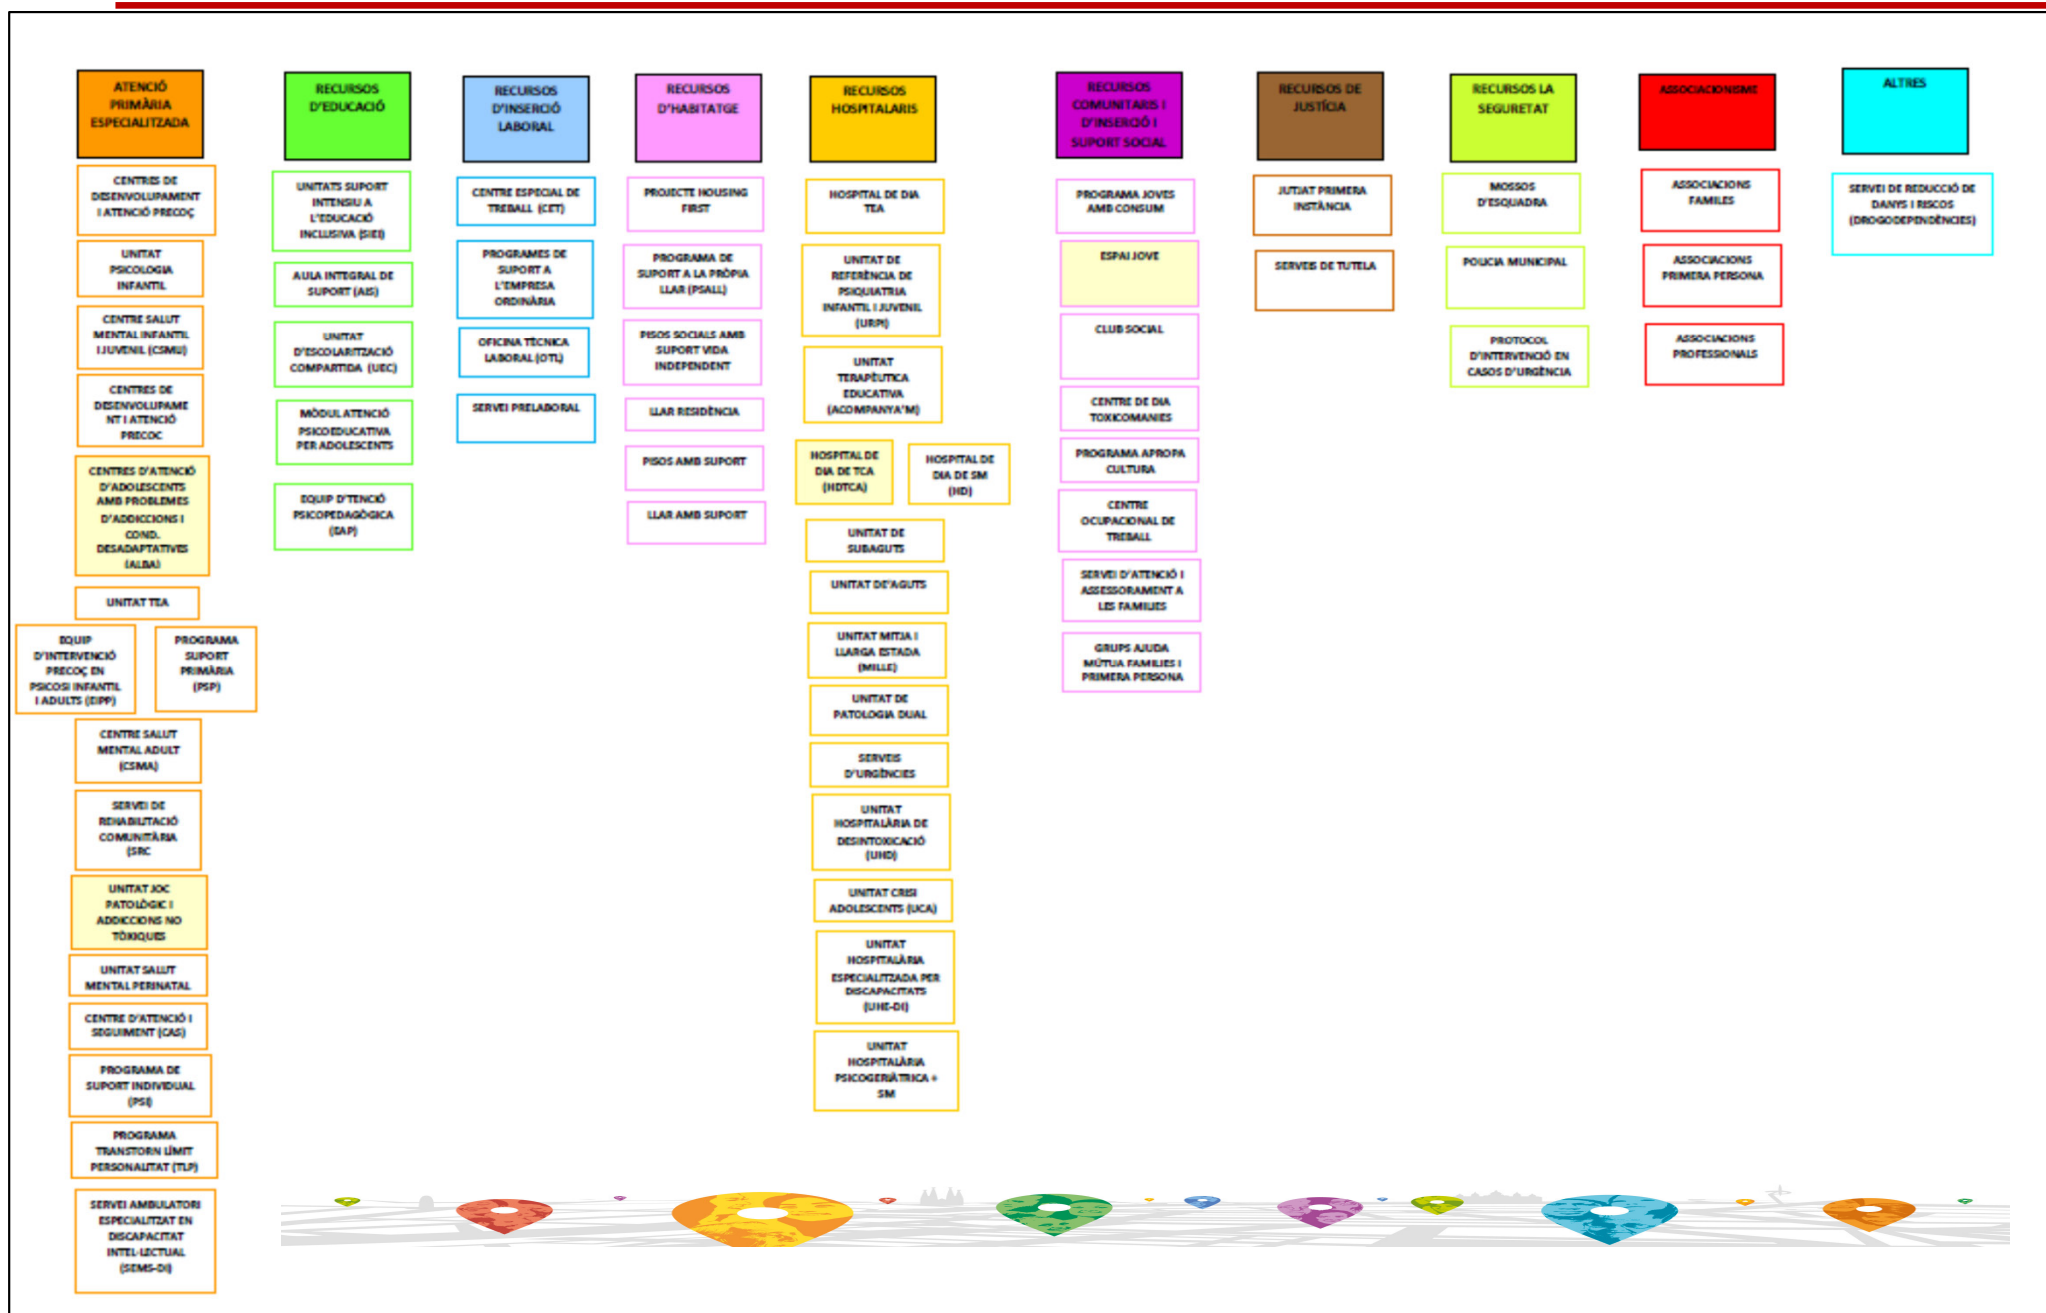 ATENCIÓ
PRIMÀRIA
ESPECIALITZADA
CENTRES DE
DESENVOLUPAMENT
I ATENCIÓ PRECOÇ
UNITAT
PSICOLOGIA
INFANTIL
CENTRE SALUT
MENTAL INFANTIL
I JUVENIL (CSMIJ)
CENTRES DE
DESENVOLUPAME
NT I ATENCIÓ
PRECOC
CENTRES D'ATENCIÓ
D'ADOLESCENTS
AMB PROBLEMES
D'ADDICCIONS I
COND.
DESADAPTATIVES
(ALBA)
UNITAT TEA
EQUIP
D'INTERVENCIÓ
PRECOÇ EN
PSICOSI INFANTIL
I ADULTS (EIPP)
PROGRAMA
SUPORT
PRIMÀRIA
(PSP)
CENTRE SALUT
MENTAL ADULT
(CSMA)
SERVEI DE
REHABILITACIÓ
COMUNITÀRIA
(SRC
UNITAT JOC
PATOLÒGIC I
ADDICCIONS NO
TÒXIQUES
UNITAT SALUT
MENTAL PERINATAL
CENTRE D'ATENCIÓ I
SEGUIMENT (CAS)
PROGRAMA DE
SUPORT INDIVIDUAL
(PSI)
PROGRAMA
TRANSTORN LÍMIT
PERSONALITAT (TLP)
SERVEI AMBULATORI
ESPECIALITZAT EN
DISCAPACITAT
INTEL·LECTUAL
(SEMS-DI)
RECURSOS
D'EDUCACIÓ
UNITATS SUPORT
INTENSIU A
L'EDUCACIÓ
INCLUSIVA (SIEI)
AULA INTEGRAL DE
SUPORT (AIS)
UNITAT
D'ESCOLARITZACIÓ
COMPARTIDA (UEC)
MÒDUL ATENCIÓ
PSICOEDUCATIVA
PER ADOLESCENTS
EQUIP D'TENCIÓ
PSICOPEDAGÒGICA
(EAP)
RECURSOS
D'INSERCIÓ
LABORAL
CENTRE ESPECIAL DE
TREBALL (CET)
PROGRAMES DE
SUPORT A
L'EMPRESA
ORDINÀRIA
OFICINA TÈCNICA
LABORAL (OTL)
SERVEI PRELABORAL
RECURSOS
D'HABITATGE
PROJECTE HOUSING
FIRST
PROGRAMA DE
SUPORT A LA PRÒPIA
LLAR (PSALL)
PISOS SOCIALS AMB
SUPORT VIDA
INDEPENDENT
LLAR RESIDÈNCIA
PISOS AMB SUPORT
LLAR AMB SUPORT
RECURSOS
HOSPITALARIS
HOSPITAL DE DIA
TEA
UNITAT DE
REFERÈNCIA DE
PSIQUIATRIA
INFANTIL I JUVENIL
(URPI)
UNITAT
TERAPÈUTICA
EDUCATIVA
(ACOMPANYA'M)
HOSPITAL DE
DIA DE TCA
(HDTCA)
HOSPITAL DE
DIA DE SM
(HD)
UNITAT DE
SUBAGUTS
UNITAT DE'AGUTS
UNITAT MITJA I
LLARGA ESTADA
(MILLE)
UNITAT DE
PATOLOGIA DUAL
SERVEIS
D'URGÈNCIES
UNITAT
HOSPITALÀRIA DE
DESINTOXICACIÓ
(UHD)
UNITAT CRISI
ADOLESCENTS (UCA)
UNITAT
HOSPITALÀRIA
ESPECIALITZADA PER
DISCAPACITATS
(UHE-DI)
UNITAT
HOSPITALÀRIA
PSICOGERIÀTRICA +
SM
RECURSOS
COMUNITARIS I
D'INSERCIÓ I
SUPORT SOCIAL
PROGRAMA JOVES
AMB CONSUM
ESPAI JOVE
CLUB SOCIAL
CENTRE DE DIA
TOXICOMANIES
PROGRAMA APROPA
CULTURA
CENTRE
OCUPACIONAL DE
TREBALL
SERVEI D'ATENCIÓ I
ASSESSORAMENT A
LES FAMILIES
GRUPS AJUDA
MÚTUA FAMILIES I
PRIMERA PERSONA
RECURSOS DE
JUSTÍCIA
JUTJAT PRIMERA
INSTÀNCIA
SERVEIS DE TUTELA
RECURSOS LA
SEGURETAT
MOSSOS
D'ESQUADRA
POLICIA MUNICIPAL
PROTOCOL
D'INTERVENCIÓ EN
CASOS D'URGÈNCIA
ASSOCIACIONISME
ASSOCIACIONS
FAMILES
ASSOCIACIONS
PRIMERA PERSONA
ASSOCIACIONS
PROFESSIONALS
ALTRES
SERVEI DE REDUCCIÓ DE
DANYS I RISCOS
(DROGODEPENDÈNCIES)